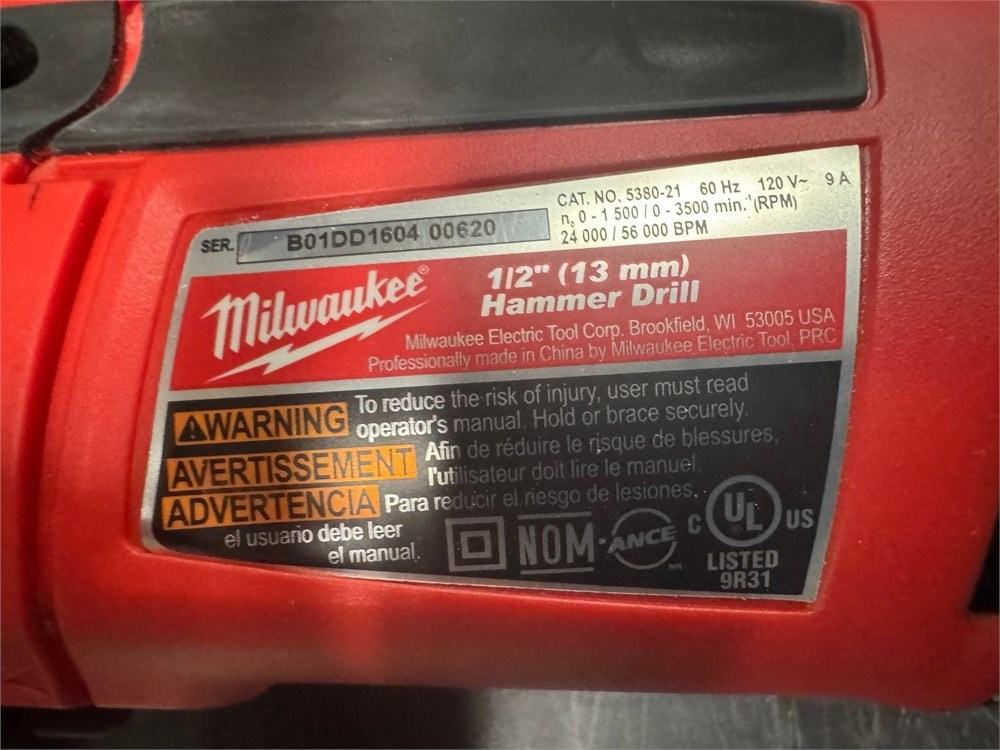 CAT. NO. 5380-21 60 Hz 120 V~ 9 A
n, 0 - 1 500 / 0 - 3500 min.⁻¹ (RPM)
24 000 / 56 000 BPM
SER. B01DD1604 00620
Milwaukee®
1/2" (13 mm)
Hammer Drill
Milwaukee Electric Tool Corp. Brookfield, WI 53005 USA
Professionally made in China by Milwaukee Electric Tool, PRC
WARNING To reduce the risk of injury, user must read
operator's manual. Hold or brace securely.
AVERTISSEMENT Afin de réduire le risque de blessures,
l'utilisateur doit lire le manuel.
ADVERTENCIA Para reducir el riesgo de lesiones,
el usuario debe leer
el manual.
NOM ANCE
C UL ® US
LISTED
9R31